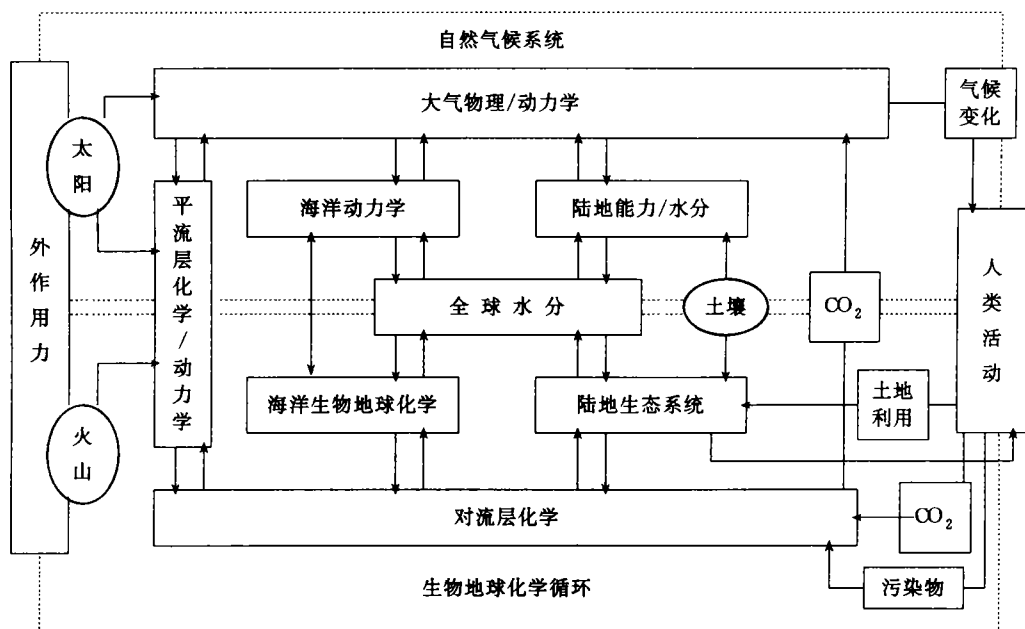 自然气候系统
大气物理/动力学
气候
变化
太
阳
外作用力
平流层化学/动力学
海洋动力学
陆地能力/水分
全球水分
土壤
CO₂
人类活动
海洋生物地球化学
陆地生态系统
土地
利用
火
山
对流层化学
CO₂
生物地球化学循环
污染物